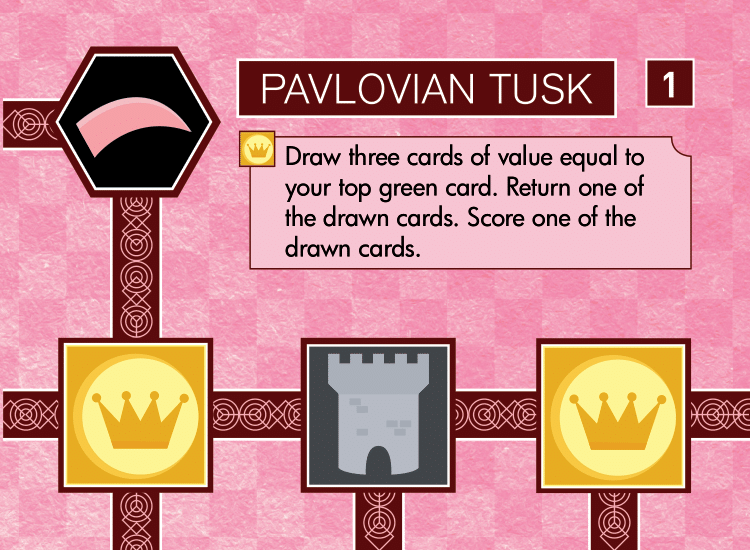 PAVLOVIAN TUSK 1
Draw three cards of value equal to
your top green card. Return one of
the drawn cards. Score one of the
drawn cards.